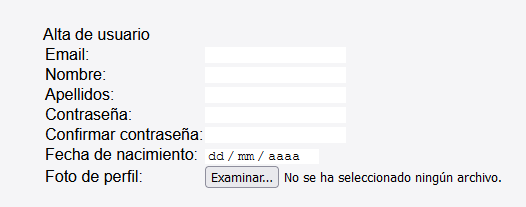 Alta de usuario
Email:
Nombre:
Apellidos:
Contraseña:
Confirmar contraseña:
Fecha de nacimiento: dd / mm / aaaa
Foto de perfil: Examinar... No se ha seleccionado ningún archivo.